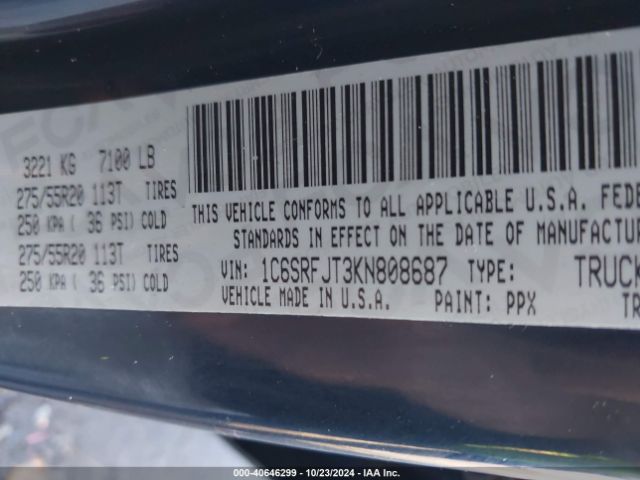 3221 KG 7100 LB
275/55R20 113T TIRES
250 KPA ( 36 PSI) COLD
275/55R20 113T TIRES
250 KPA ( 36 PSI) COLD
THIS VEHICLE CONFORMS TO ALL APPLICABLE U.S.A. FEDE
STANDARDS IN EFFECT ON THE DATE OF MANUFACTUR
VIN: 1C6SRFJT3KN808687 TYPE: TRUCK
VEHICLE MADE IN U.S.A. PAINT: PPX TR
000-40646299 - 10/23/2024 - IAA Inc.